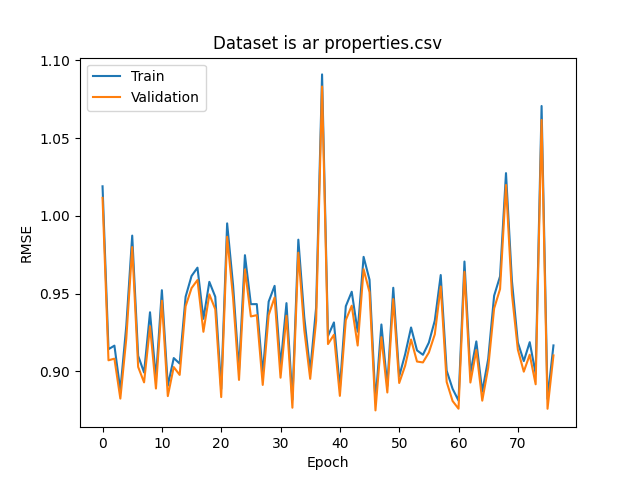 Dataset is ar properties.csv
Train
Validation
RMSE
1.10
1.05
1.00
0.95
0.90
0 10 20 30 40 50 60 70
Epoch